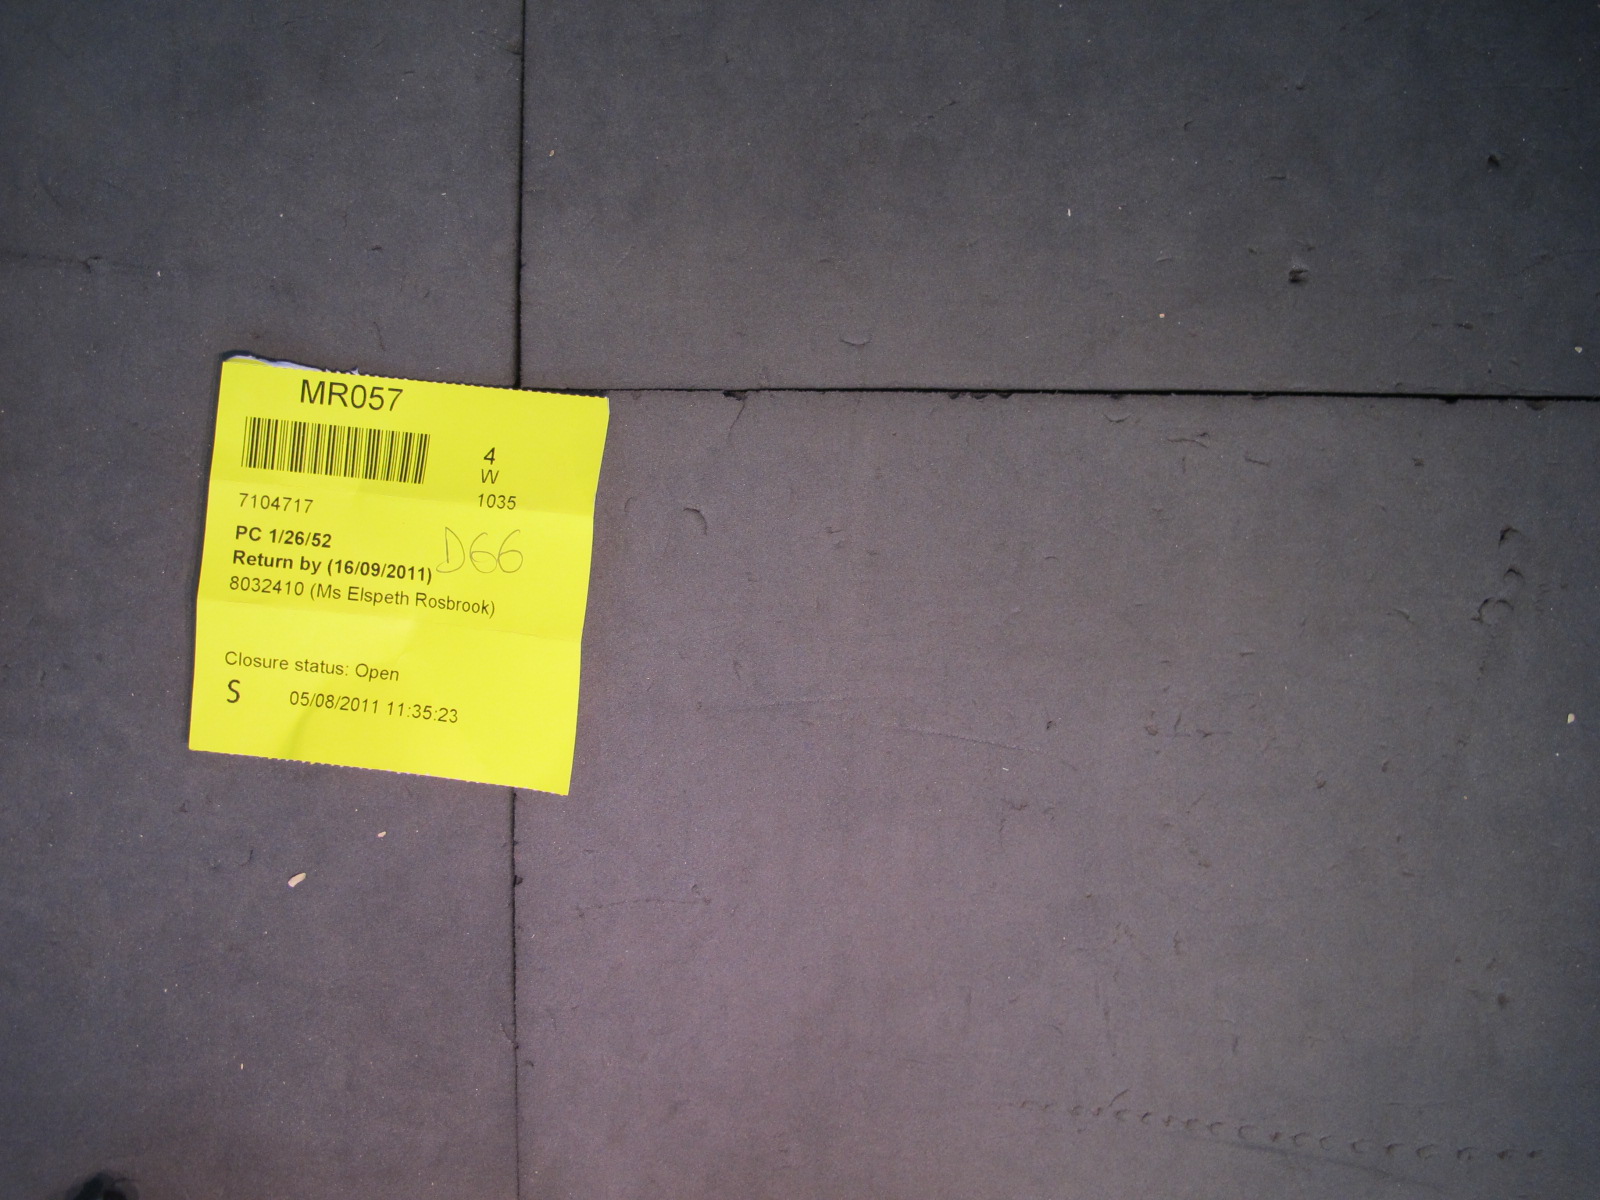 MR057
4
W
7104717 1035
PC 1/26/52
D66
Return by (16/09/2011)
8032410 (Ms Elspeth Rosbrook)
Closure status: Open
S 05/08/2011 11:35:23